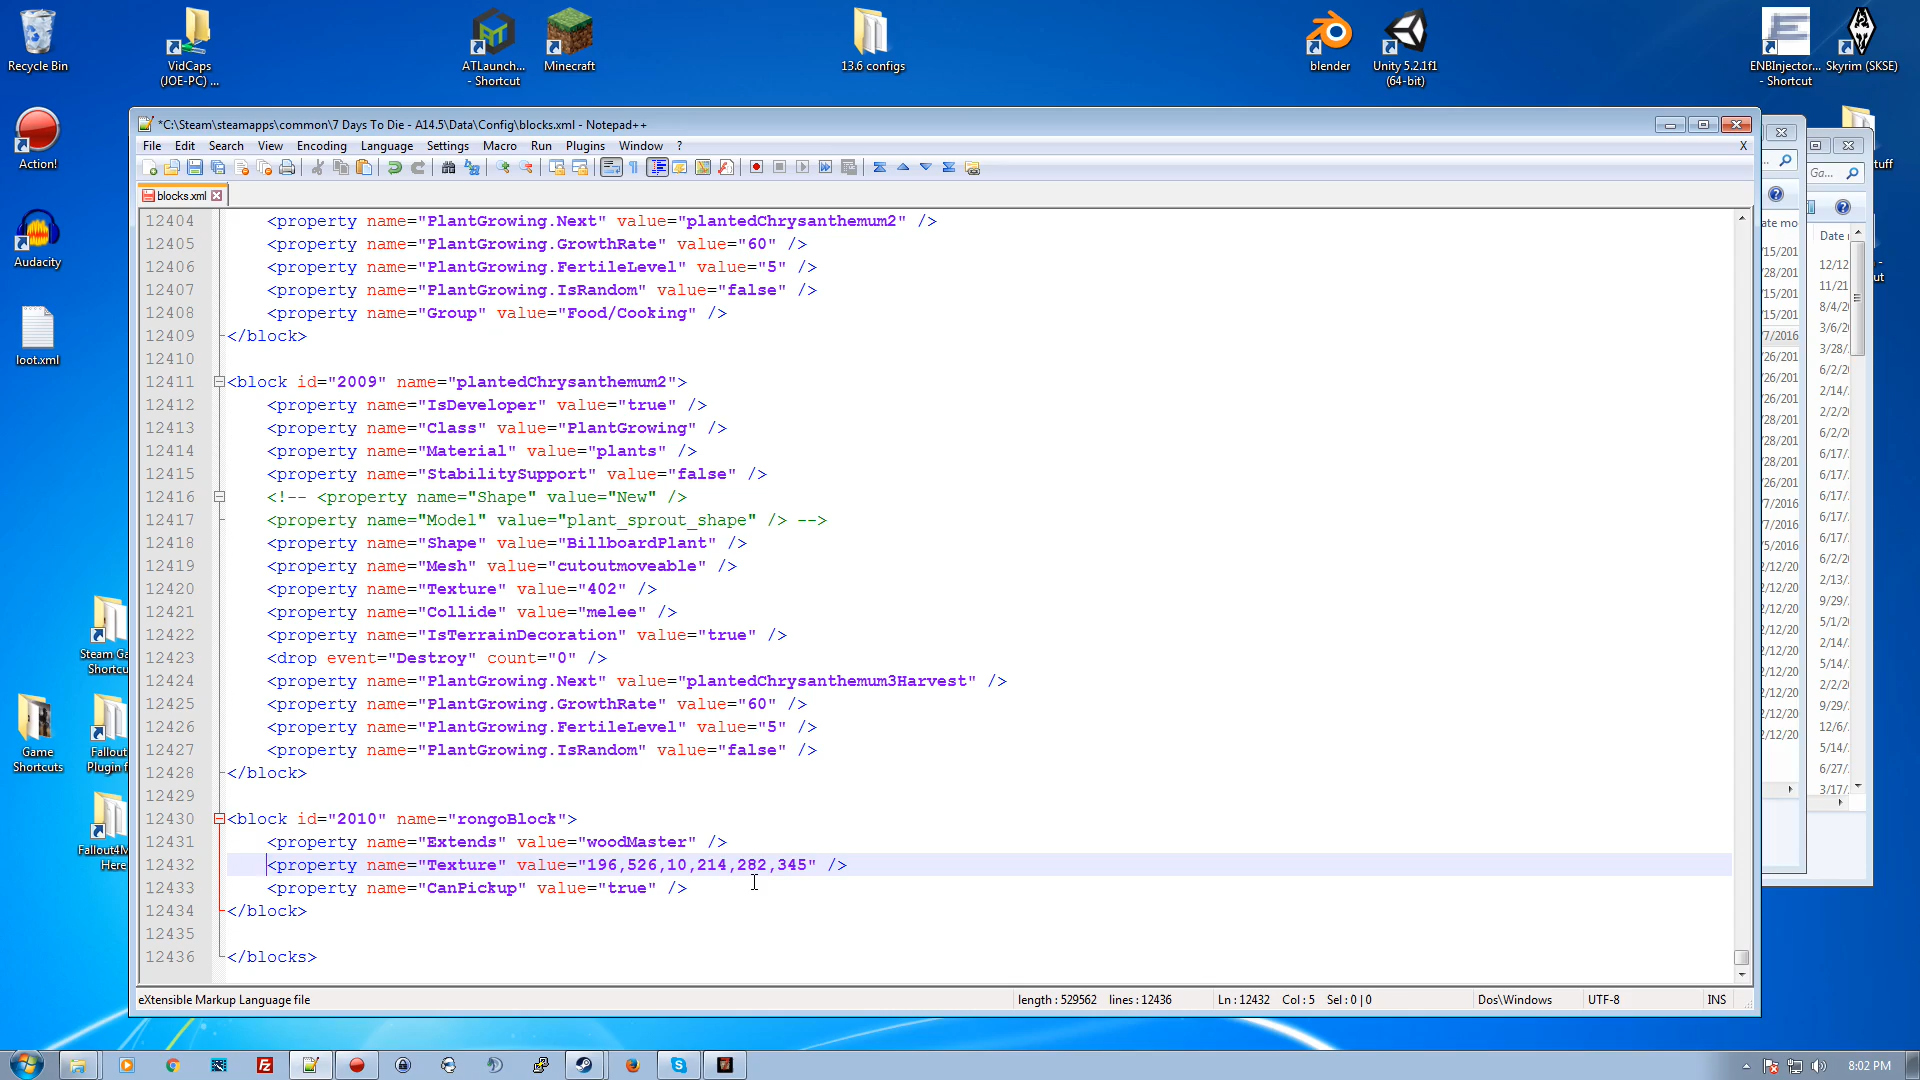 Recycle Bin
VidCaps
(JOE-PC) ...
ATLaunch...
- Shortcut
Minecraft
13.6 configs
blender
Unity 5.2.1f1
(64-bit)
ENBInjector...
- Shortcut
Skyrim (SKSE)
Action!
Audacity
loot.xml
Steam Ga
Shortcu
Game
Shortcuts
Fallout
Plugin f
Fallout4M
Here
*C:\Steam\steamapps\common\7 Days To Die - A14.5\Data\Config\blocks.xml - Notepad++
File Edit Search View Encoding Language Settings Macro Run Plugins Window ? X
blocks.xml
12404 <property name="PlantGrowing.Next" value="plantedChrysanthemum2" />
12405 <property name="PlantGrowing.GrowthRate" value="60" />
12406 <property name="PlantGrowing.FertileLevel" value="5" />
12407 <property name="PlantGrowing.IsRandom" value="false" />
12408 <property name="Group" value="Food/Cooking" />
12409 </block>
12410
12411 <block id="2009" name="plantedChrysanthemum2">
12412 <property name="IsDeveloper" value="true" />
12413 <property name="Class" value="PlantGrowing" />
12414 <property name="Material" value="plants" />
12415 <property name="StabilitySupport" value="false" />
12416 <!-- <property name="Shape" value="New" />
12417 <property name="Model" value="plant_sprout_shape" /> -->
12418 <property name="Shape" value="BillboardPlant" />
12419 <property name="Mesh" value="cutoutmoveable" />
12420 <property name="Texture" value="402" />
12421 <property name="Collide" value="melee" />
12422 <property name="IsTerrainDecoration" value="true" />
12423 <drop event="Destroy" count="0" />
12424 <property name="PlantGrowing.Next" value="plantedChrysanthemum3Harvest" />
12425 <property name="PlantGrowing.GrowthRate" value="60" />
12426 <property name="PlantGrowing.FertileLevel" value="5" />
12427 <property name="PlantGrowing.IsRandom" value="false" />
12428 </block>
12429
12430 <block id="2010" name="rongoBlock">
12431 <property name="Extends" value="woodMaster" />
12432 <property name="Texture" value="196,526,10,214,282,345" />
12433 <property name="CanPickup" value="true" />
12434 </block>
12435
12436 </blocks>
eXtensible Markup Language file length : 529562 lines : 12436 Ln : 12432 Col : 5 Sel : 0 | 0 Dos\Windows UTF-8 INS
8:02 PM